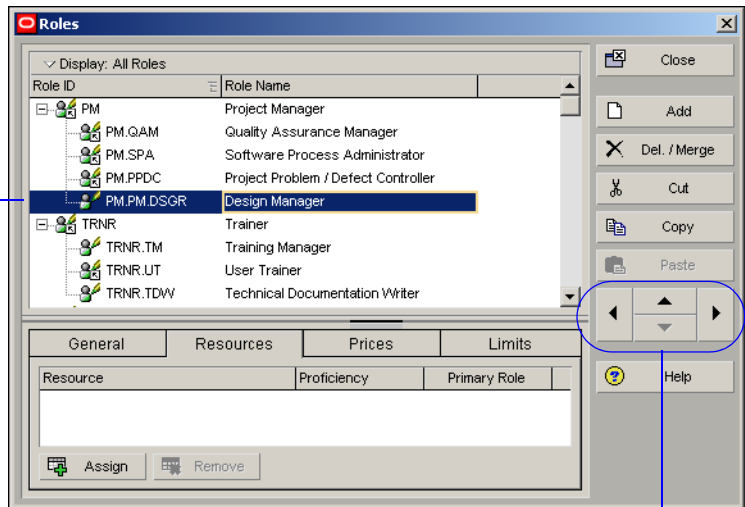 Roles
Display: All Roles
Role ID Role Name
PM Project Manager
PM.QAM Quality Assurance Manager
PM.SPA Software Process Administrator
PM.PPDC Project Problem / Defect Controller
PM.PM.DSGR Design Manager
TRNR Trainer
TRNR.TM Training Manager
TRNR.UT User Trainer
TRNR.TDW Technical Documentation Writer
General Resources Prices Limits
Resource Proficiency Primary Role
Assign Remove
Close
Add
Del. / Merge
Cut
Copy
Paste
Help